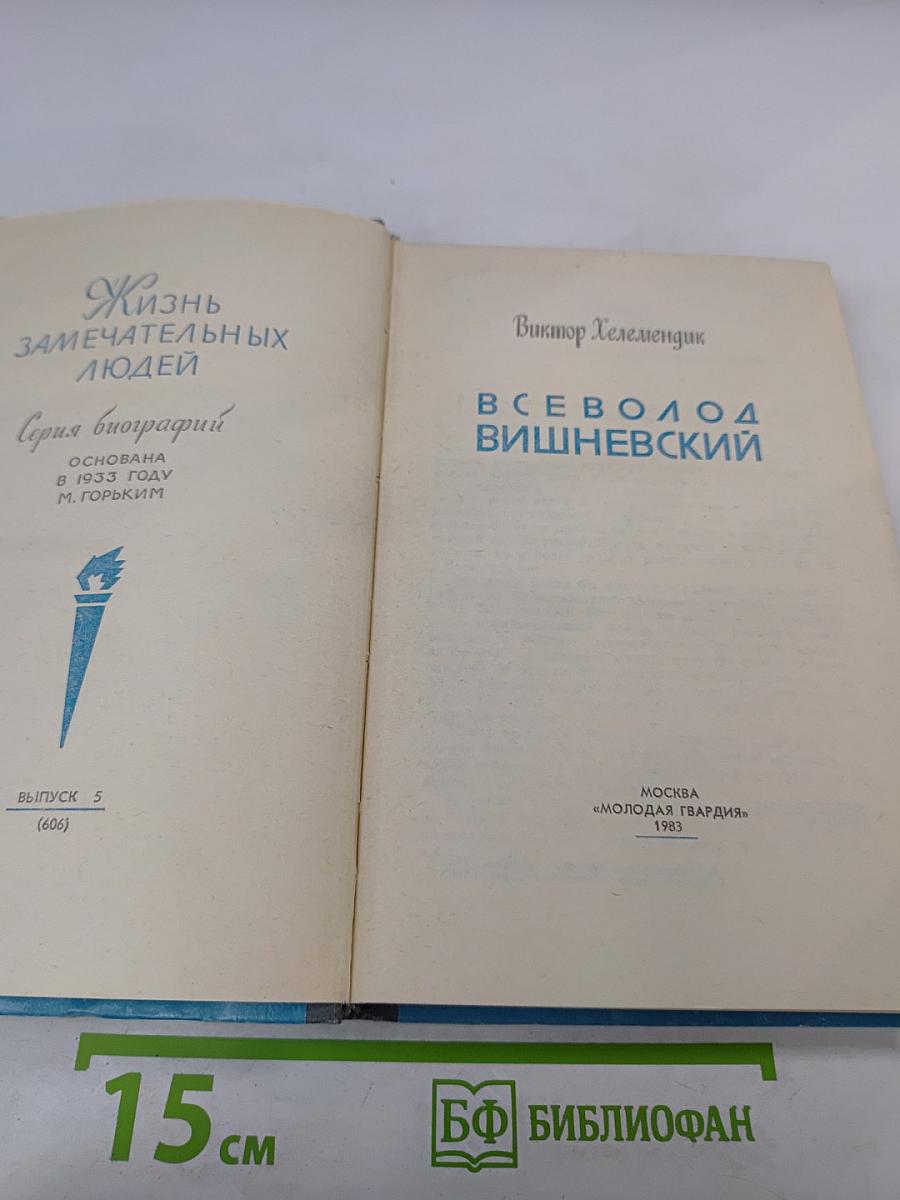 Жизнь
ЗАМЕЧАТЕЛЬНЫХ
ЛЮДЕЙ
Серия биографий
ОСНОВАНА
В 1933 ГОДУ
М. ГОРЬКИМ
ВЫПУСК 5
(606)
Виктор Хелемендик
ВСЕВОЛОД
ВИШНЕВСКИЙ
МОСКВА
«МОЛОДАЯ ГВАРДИЯ»
1983
15 см
БФ БИБЛИОФАН